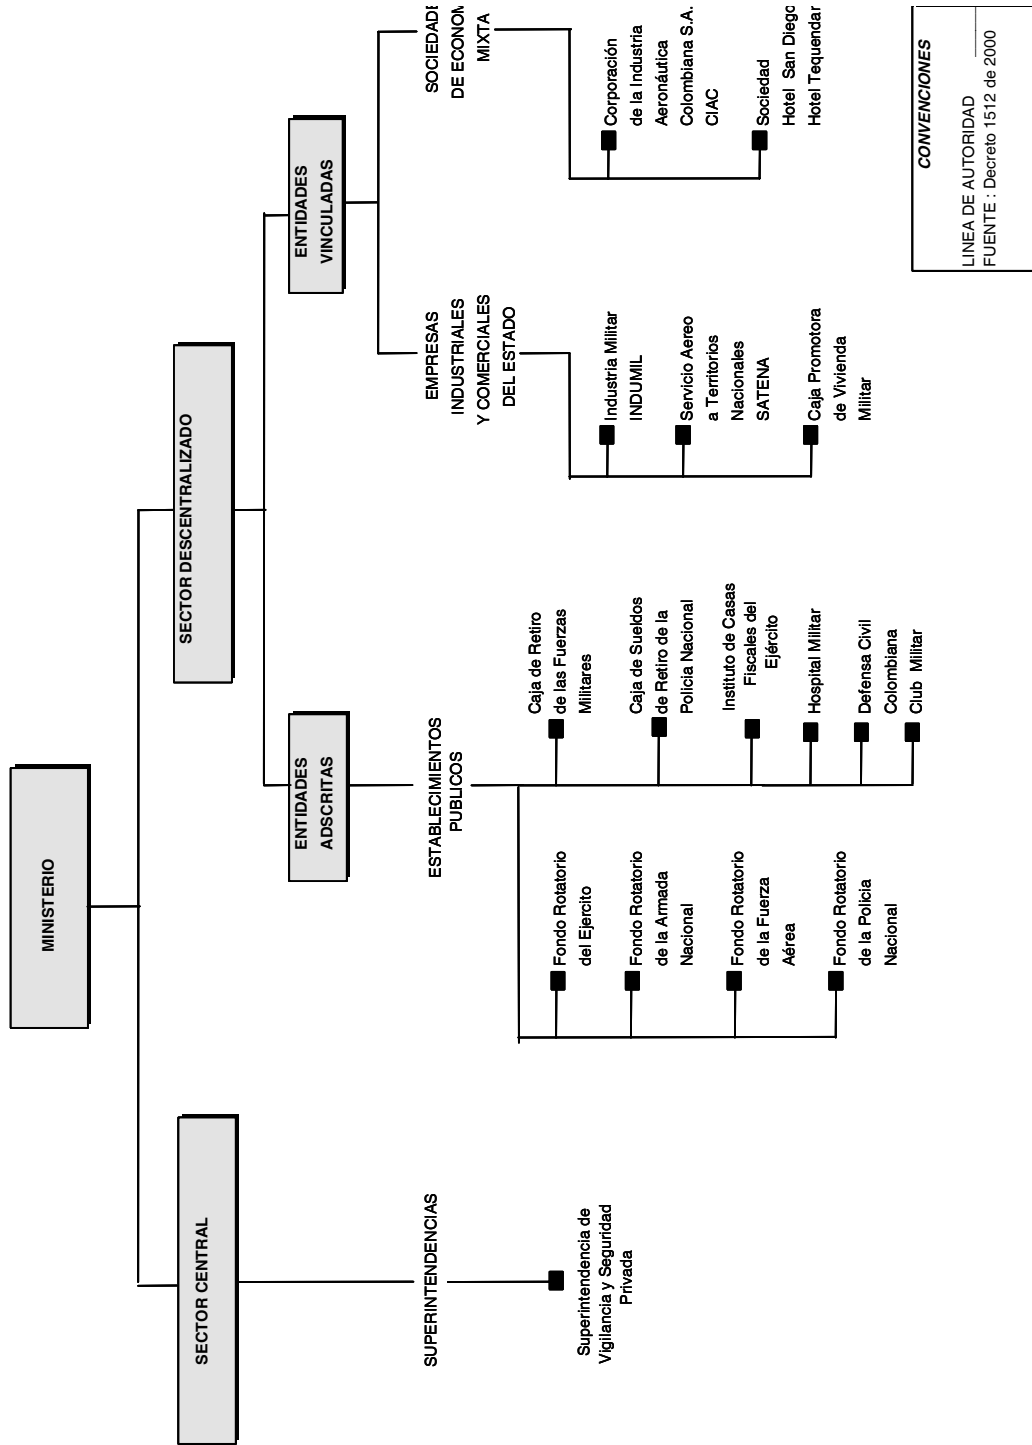 MINISTERIO
SECTOR CENTRAL
SECTOR DESCENTRALIZADO
SUPERINTENDENCIAS
Superintendencia de
Vigilancia y Seguridad
Privada
ENTIDADES
ADSCRITAS
ENTIDADES
VINCULADAS
ESTABLECIMIENTOS
PUBLICOS
Fondo Rotatorio
del Ejercito
Fondo Rotatorio
de la Armada
Nacional
Fondo Rotatorio
de la Fuerza
Aérea
Fondo Rotatorio
de la Policia
Nacional
Caja de Retiro
de las Fuerzas
Militares
Caja de Sueldos
de Retiro de la
Policia Nacional
Instituto de Casas
Fiscales del
Ejército
Hospital Militar
Defensa Civil
Colombiana
Club Militar
EMPRESAS
INDUSTRIALES
Y COMERCIALES
DEL ESTADO
Industria Militar
INDUMIL
Servicio Aereo
a Territorios
Nacionales
SATENA
Caja Promotora
de Vivienda
Militar
SOCIEDADE
DE ECONOM
MIXTA
Corporación
de la Industria
Aeronáutica
Colombiana S.A.
CIAC
Sociedad
Hotel San Diego
Hotel Tequendar
CONVENCIONES
LINEA DE AUTORIDAD
FUENTE : Decreto 1512 de 2000